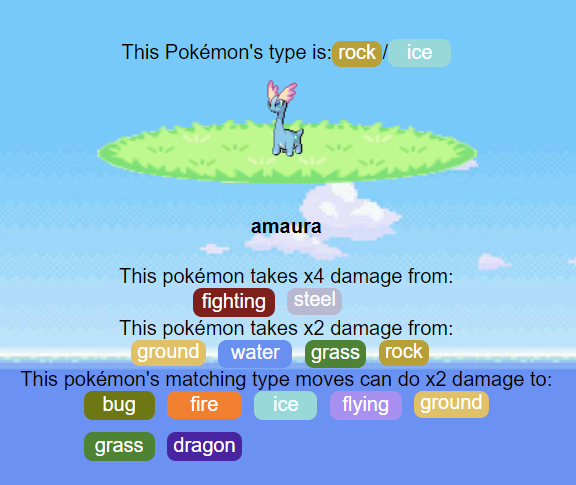 This Pokémon's type is: rock / ice
amaura
This pokémon takes x4 damage from:
fighting steel
This pokémon takes x2 damage from:
ground water grass rock
This pokémon's matching type moves can do x2 damage to:
bug fire ice flying ground
grass dragon